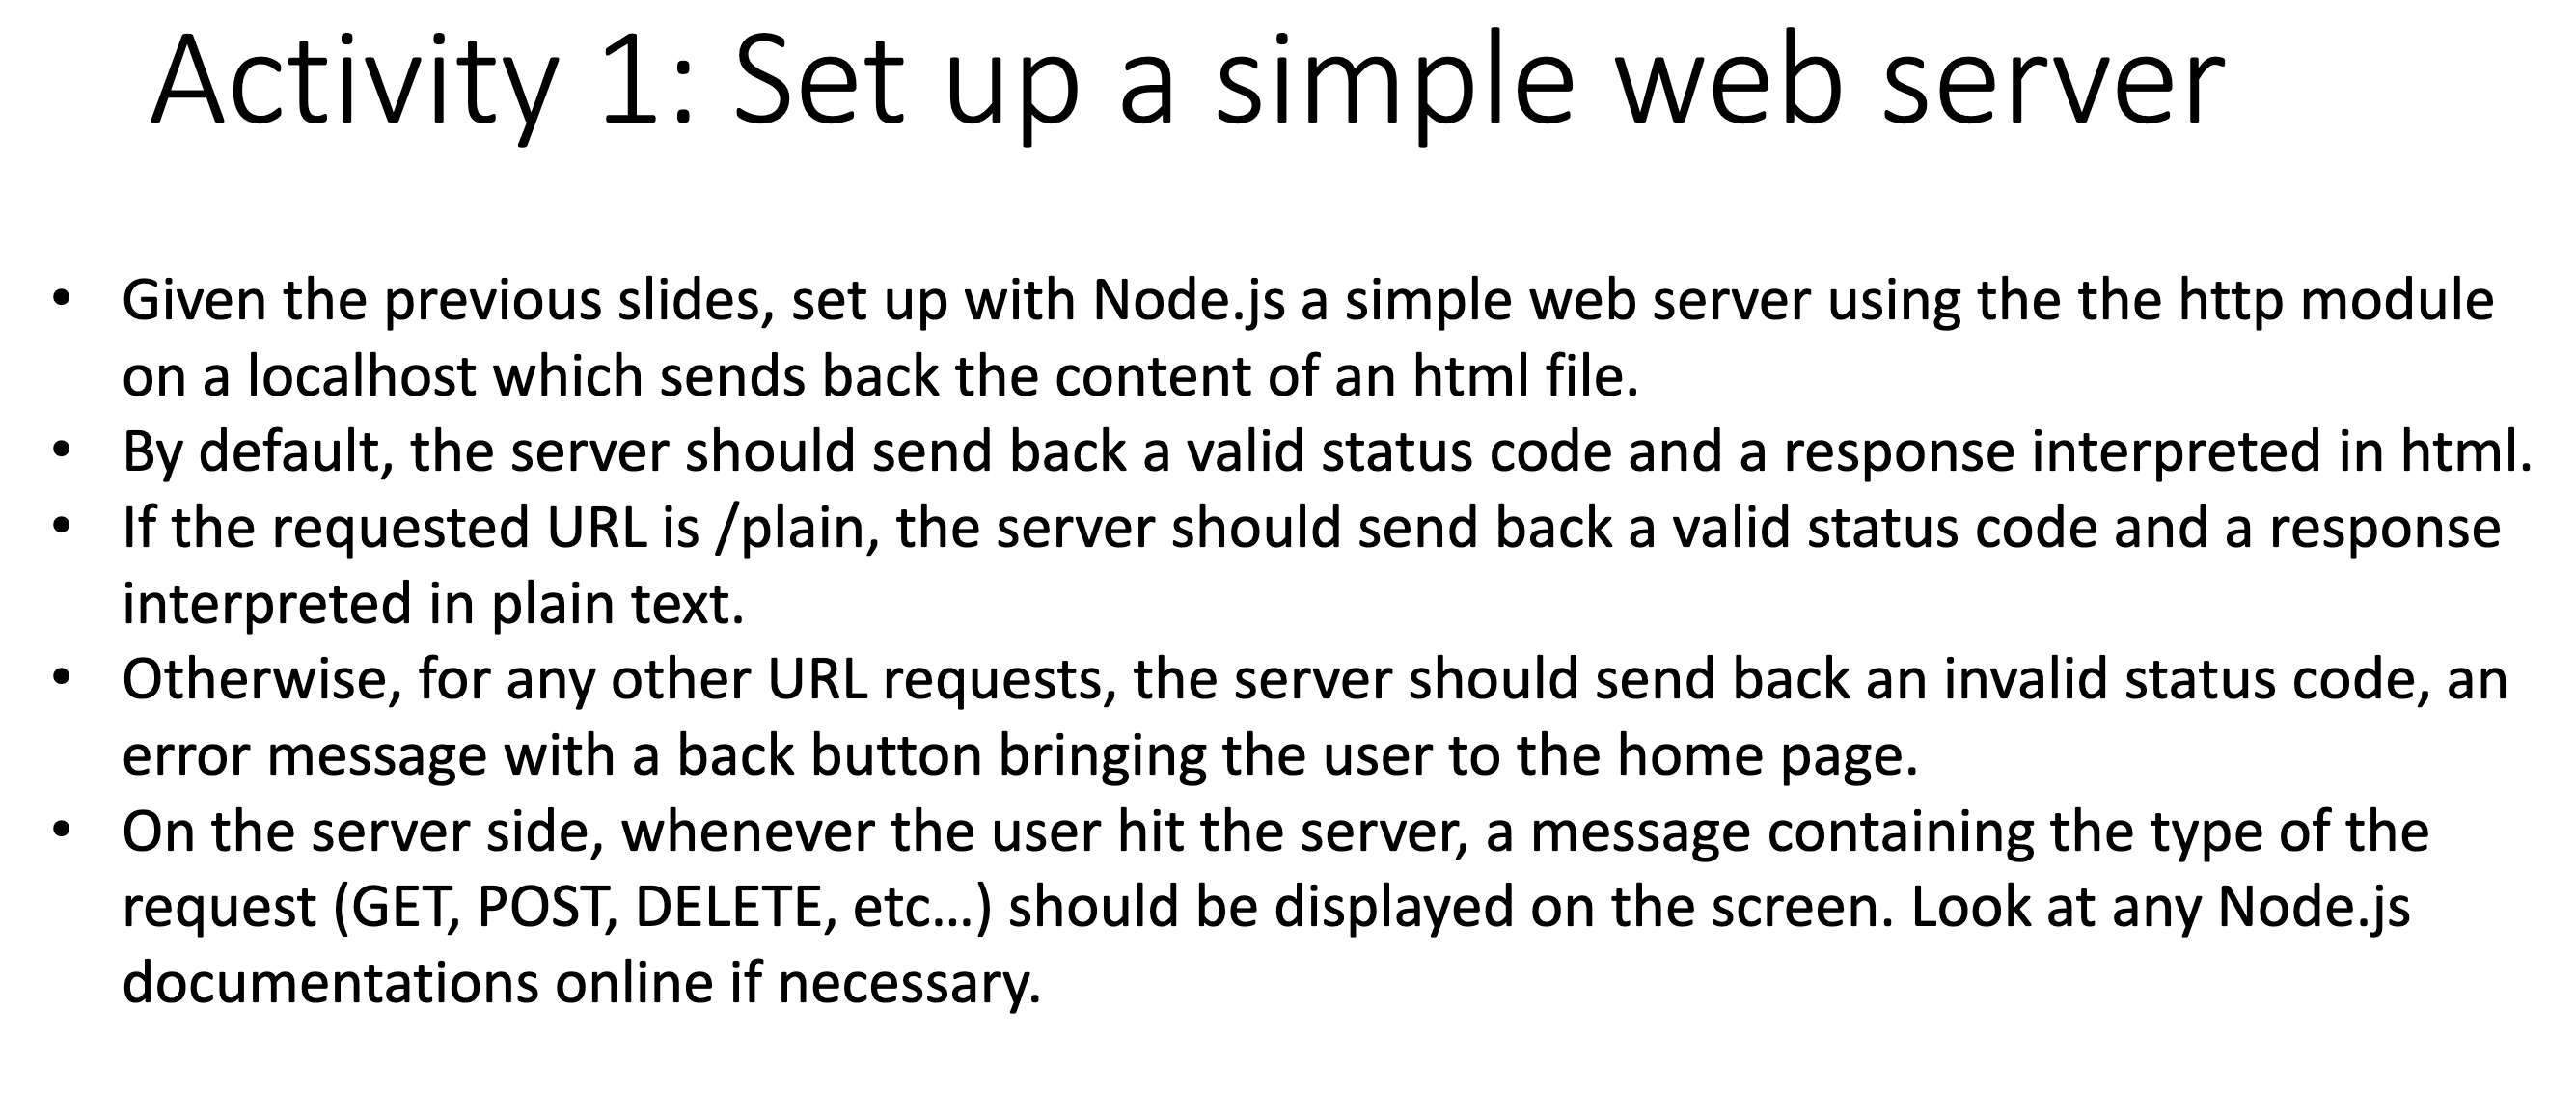 Activity 1: Set up a simple web server
• Given the previous slides, set up with Node.js a simple web server using the the http module
on a localhost which sends back the content of an html file.
• By default, the server should send back a valid status code and a response interpreted in html.
• If the requested URL is /plain, the server should send back a valid status code and a response
interpreted in plain text.
• Otherwise, for any other URL requests, the server should send back an invalid status code, an
error message with a back button bringing the user to the home page.
• On the server side, whenever the user hit the server, a message containing the type of the
request (GET, POST, DELETE, etc…) should be displayed on the screen. Look at any Node.js
documentations online if necessary.